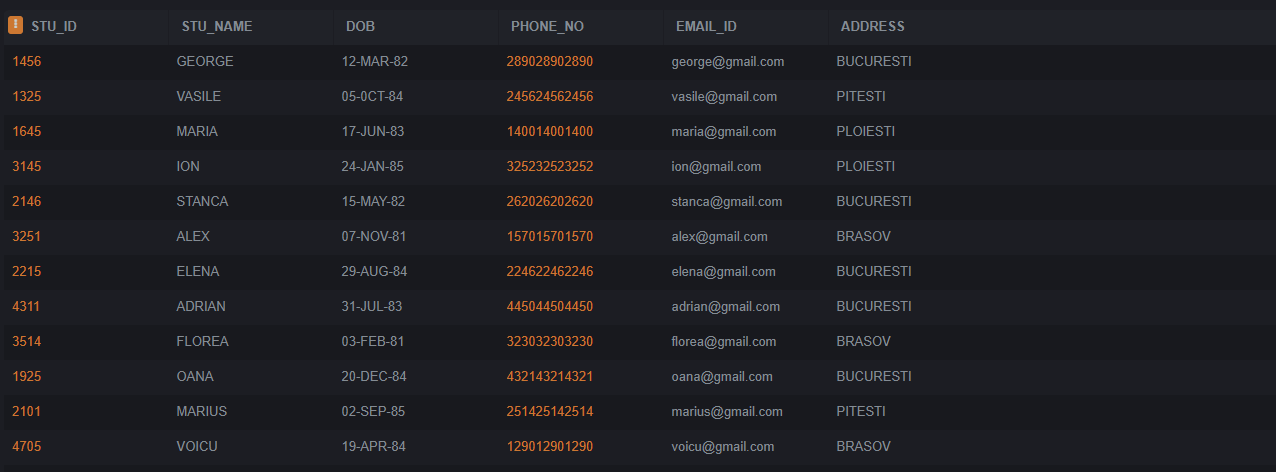 STU_ID STU_NAME DOB PHONE_NO EMAIL_ID ADDRESS
1456 GEORGE 12-MAR-82 289028902890 george@gmail.com BUCURESTI
1325 VASILE 05-0CT-84 245624562456 vasile@gmail.com PITESTI
1645 MARIA 17-JUN-83 140014001400 maria@gmail.com PLOIESTI
3145 ION 24-JAN-85 325232523252 ion@gmail.com PLOIESTI
2146 STANCA 15-MAY-82 262026202620 stanca@gmail.com BUCURESTI
3251 ALEX 07-NOV-81 157015701570 alex@gmail.com BRASOV
2215 ELENA 29-AUG-84 224622462246 elena@gmail.com BUCURESTI
4311 ADRIAN 31-JUL-83 445044504450 adrian@gmail.com BUCURESTI
3514 FLOREA 03-FEB-81 323032303230 florea@gmail.com BRASOV
1925 OANA 20-DEC-84 432143214321 oana@gmail.com BUCURESTI
2101 MARIUS 02-SEP-85 251425142514 marius@gmail.com PITESTI
4705 VOICU 19-APR-84 129012901290 voicu@gmail.com BRASOV